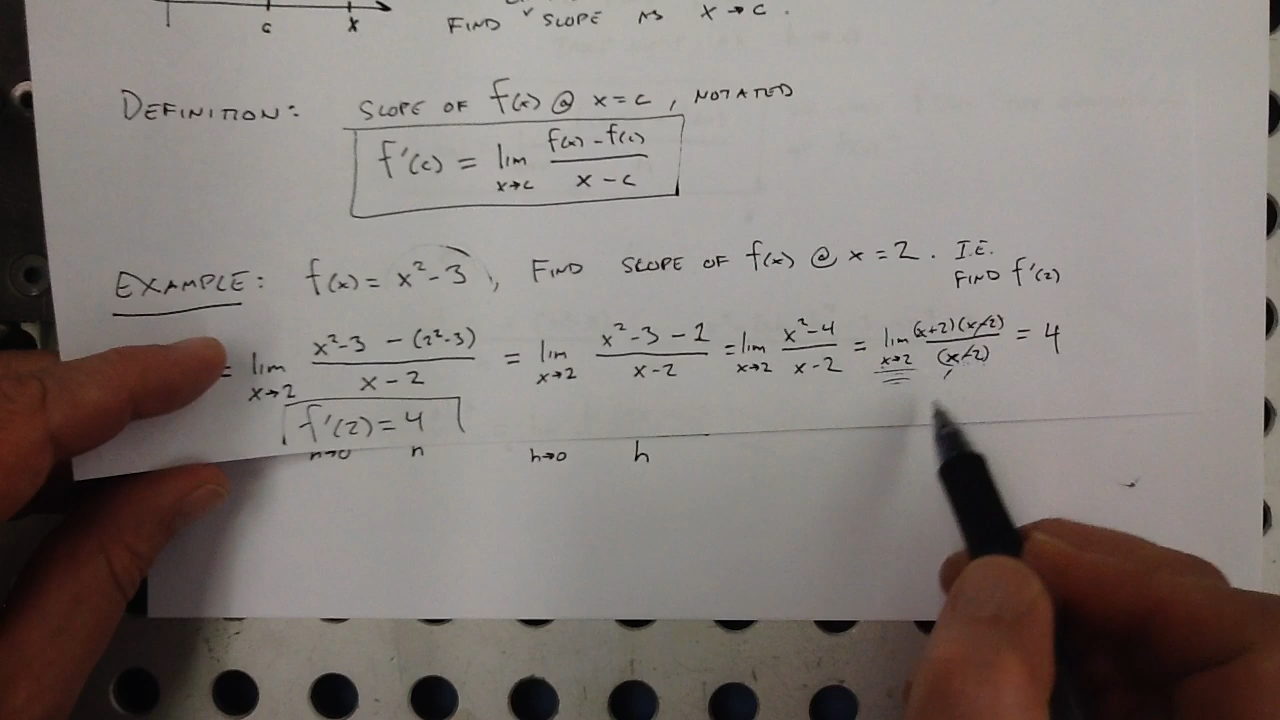 C X FIND SLOPE AS X → C .
DEFINITION: SLOPE OF f(x) @ x = c , NOTATED
f'(c) = lim x→c f(x) - f(c) / x - c
EXAMPLE: f(x) = x² - 3 , FIND SLOPE OF f(x) @ x = 2 . I.E.
FIND f'(2)
= lim x→2 x² - 3 - (2² - 3) / x - 2 = lim x→2 x² - 3 - 1 / x - 2 = lim x→2 x² - 4 / x - 2 = lim x→2 (x+2)(x-2) / (x-2) = 4
f'(2) = 4
h→0 h h→0 h